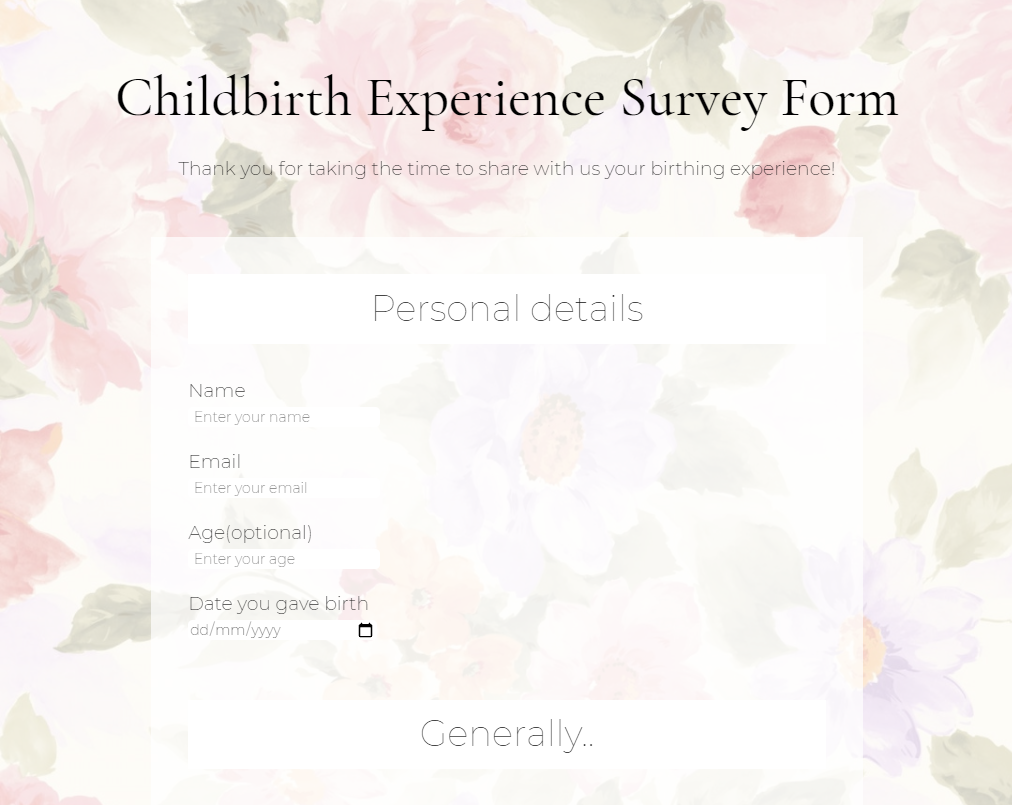 Childbirth Experience Survey Form
Thank you for taking the time to share with us your birthing experience!
Personal details
Name
Enter your name
Email
Enter your email
Age(optional)
Enter your age
Date you gave birth
dd/mm/yyyy
Generally..